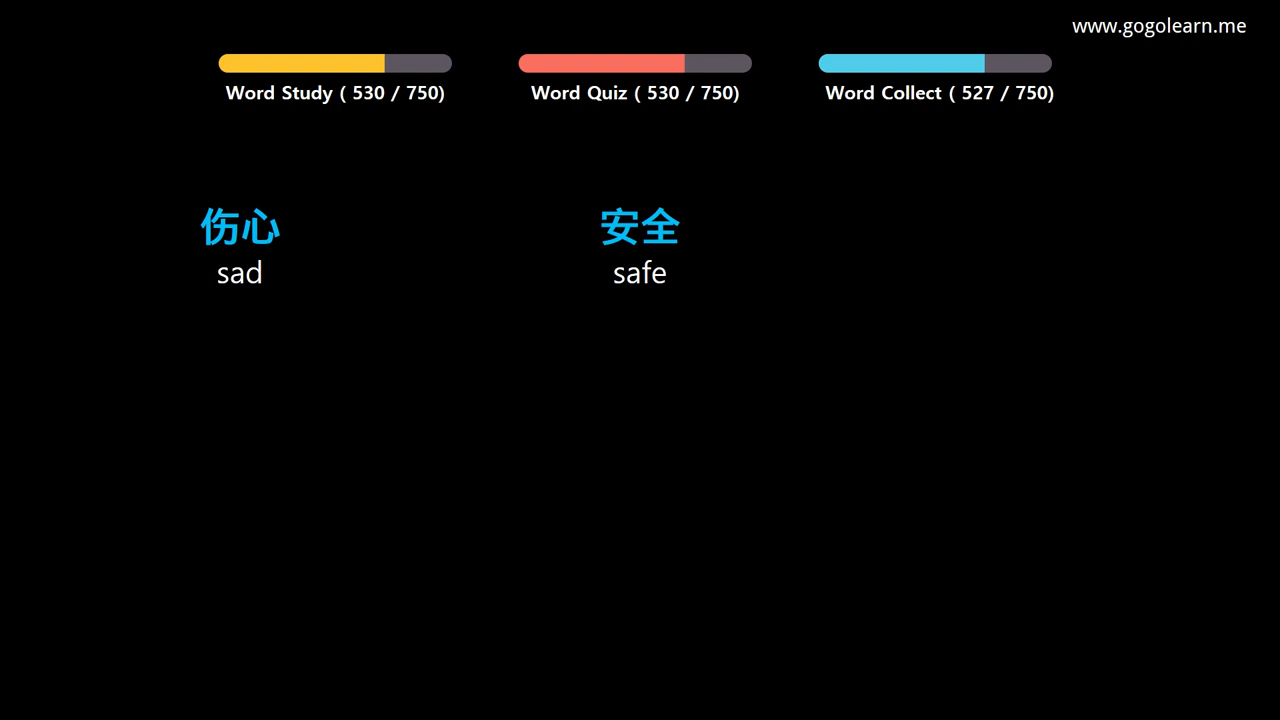 www.gogolearn.me
Word Study ( 530 / 750)
Word Quiz ( 530 / 750)
Word Collect ( 527 / 750)
伤心
sad
安全
safe